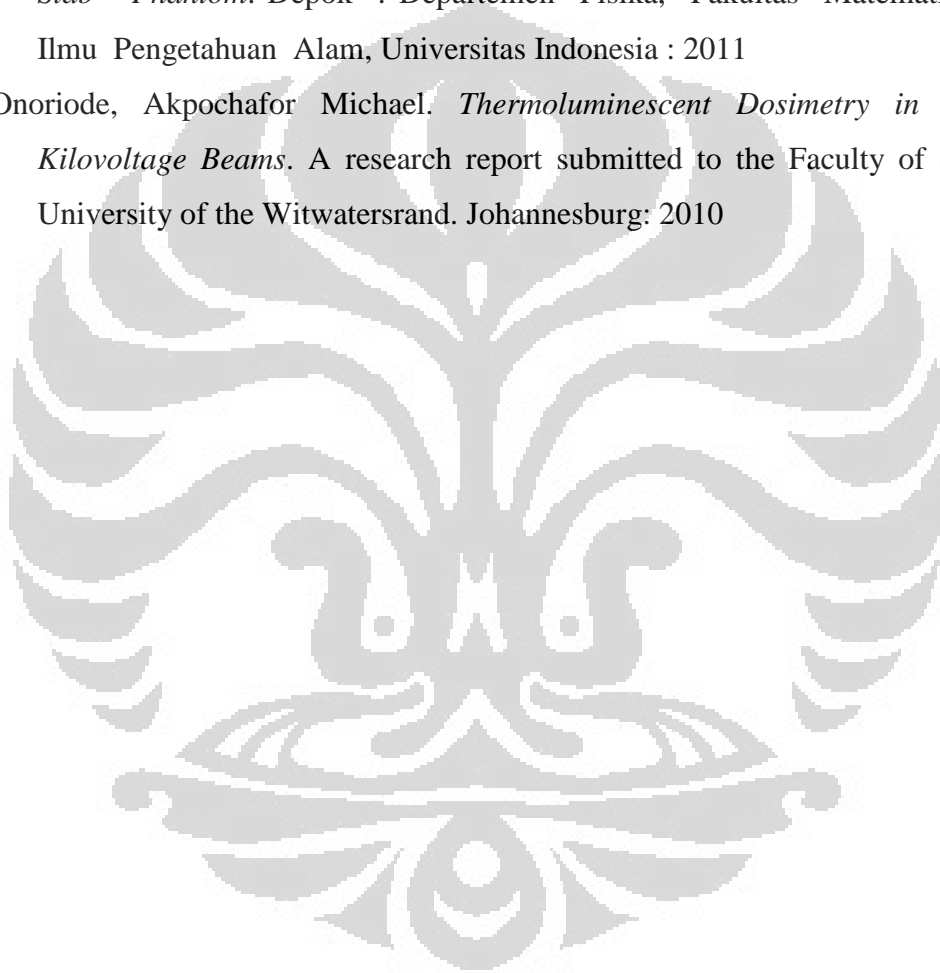 Slab Phantom. Depok : Departemen Fisika, Fakultas Matemat
Ilmu Pengetahuan Alam, Universitas Indonesia : 2011
Onoriode, Akpochafor Michael. Thermoluminescent Dosimetry in
Kilovoltage Beams. A research report submitted to the Faculty of
University of the Witwatersrand. Johannesburg: 2010